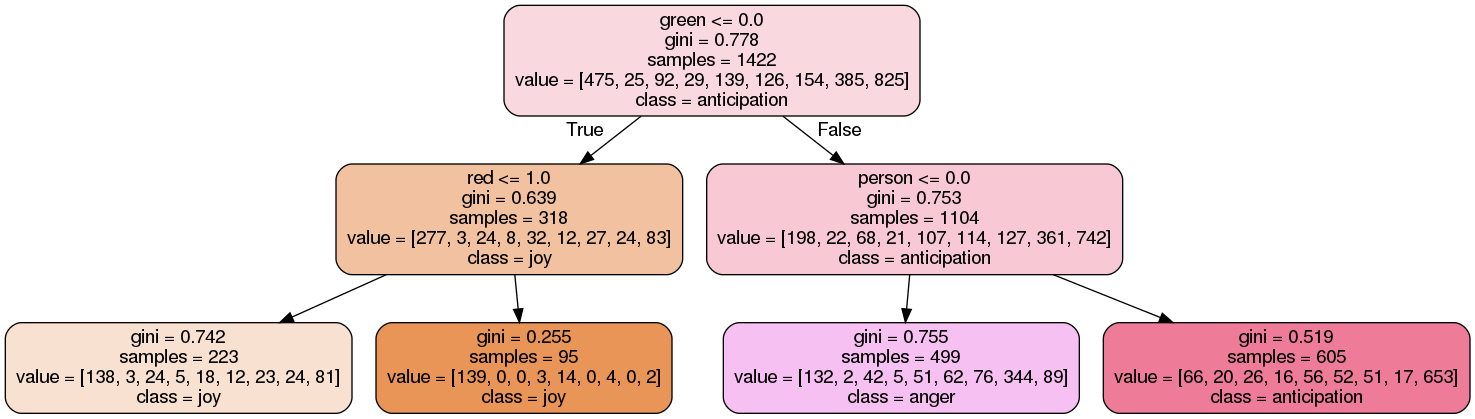 green <= 0.0
gini = 0.778
samples = 1422
value = [475, 25, 92, 29, 139, 126, 154, 385, 825]
class = anticipation
True
False
red <= 1.0
gini = 0.639
samples = 318
value = [277, 3, 24, 8, 32, 12, 27, 24, 83]
class = joy
person <= 0.0
gini = 0.753
samples = 1104
value = [198, 22, 68, 21, 107, 114, 127, 361, 742]
class = anticipation
gini = 0.742
samples = 223
value = [138, 3, 24, 5, 18, 12, 23, 24, 81]
class = joy
gini = 0.255
samples = 95
value = [139, 0, 0, 3, 14, 0, 4, 0, 2]
class = joy
gini = 0.755
samples = 499
value = [132, 2, 42, 5, 51, 62, 76, 344, 89]
class = anger
gini = 0.519
samples = 605
value = [66, 20, 26, 16, 56, 52, 51, 17, 653]
class = anticipation